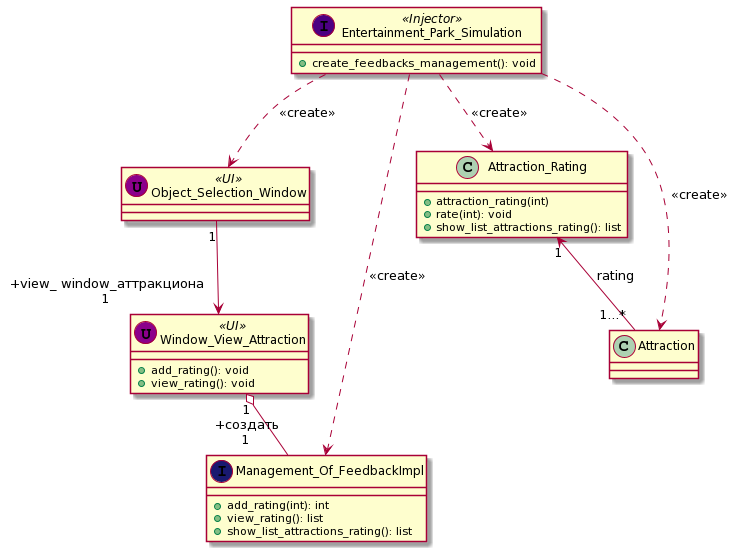 I
«Injector»
Entertainment_Park_Simulation
create_feedbacks_management(): void
«create»
«create»
U
«UI»
Object_Selection_Window
C
Attraction_Rating
attraction_rating(int)
rate(int): void
show_list_attractions_rating(): list
«create»
1
1
«create»
rating
+view_ window_аттракциона
1
1...*
U
«UI»
Window_View_Attraction
add_rating(): void
view_rating(): void
C
Attraction
1
+создать
1
I
Management_Of_FeedbackImpl
add_rating(int): int
view_rating(): list
show_list_attractions_rating(): list